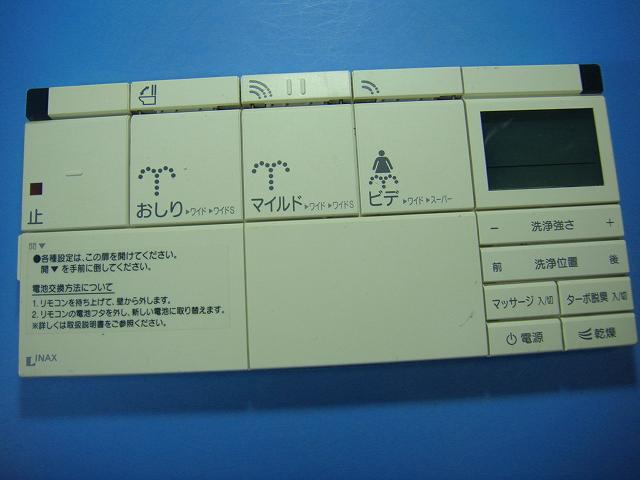 止
おしり ▶ワイド ▶ワイドS
マイルド ▶ワイド ▶ワイドS
ビデ ▶ワイド ▶スーパー
− 洗浄強さ +
前 洗浄位置 後
マッサージ 入/切
ターボ脱臭 入/切
電源
乾燥
開▼
●各種設定は、この扉を開けてください。
開▼を手前に倒してください。
電池交換方法について
1.リモコンを持ち上げて、壁から外します。
2.リモコンの電池フタを外し、新しい電池に取り替えます。
※詳しくは取扱説明書をご参照ください。
INAX